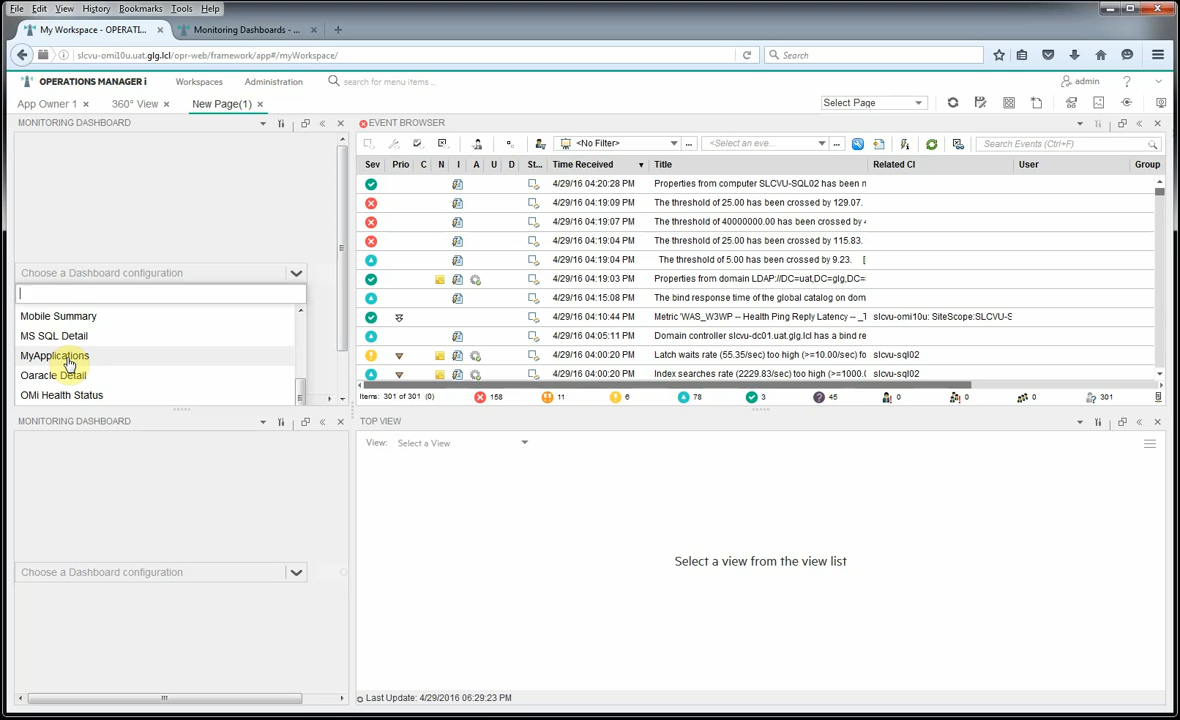 File Edit View History Bookmarks Tools Help
My Workspace - OPERATI... × Monitoring Dashboards - ... × +
slcvu-omi10u.uat.glg.lcl/opr-web/framework/app#/myWorkspace/ Search
OPERATIONS MANAGER i Workspaces Administration search for menu items... admin ?
App Owner 1 × 360° View × New Page(1) × Select Page
MONITORING DASHBOARD
Choose a Dashboard configuration
Mobile Summary
MS SQL Detail
MyApplications
Oaracle Detail
OMi Health Status
EVENT BROWSER
<No Filter> ... <Select an eve... ... Search Events (Ctrl+F)
Sev Prio C N I A U D St... Time Received Title Related CI User Group
4/29/16 04:20:28 PM Properties from computer SLCVU-SQL02 has been n
4/29/16 04:19:09 PM The threshold of 25.00 has been crossed by 129.07.
4/29/16 04:19:07 PM The threshold of 40000000.00 has been crossed by 4
4/29/16 04:19:04 PM The threshold of 25.00 has been crossed by 115.83.
4/29/16 04:19:04 PM The threshold of 5.00 has been crossed by 9.23. [
4/29/16 04:19:03 PM Properties from domain LDAP://DC=uat,DC=glg,DC=
4/29/16 04:15:08 PM The bind response time of the global catalog on dom
4/29/16 04:10:44 PM Metric 'WAS_W3WP -- Health Ping Reply Latency -- _T slcvu-omi10u: SiteScope:SLCVU-S
4/29/16 04:05:11 PM Domain controller slcvu-dc01.uat.glg.lcl has a bind re
4/29/16 04:00:20 PM Latch waits rate (55.35/sec) too high (>=10.00/sec) fo slcvu-sql02
4/29/16 04:00:20 PM Index searches rate (2229.83/sec) too high (>=1000.( slcvu-sql02
Items: 301 of 301 (0) 158 11 6 78 3 45 0 0 0 301
MONITORING DASHBOARD
Choose a Dashboard configuration
TOP VIEW
View: Select a View
Select a view from the view list
Last Update: 4/29/2016 06:29:23 PM